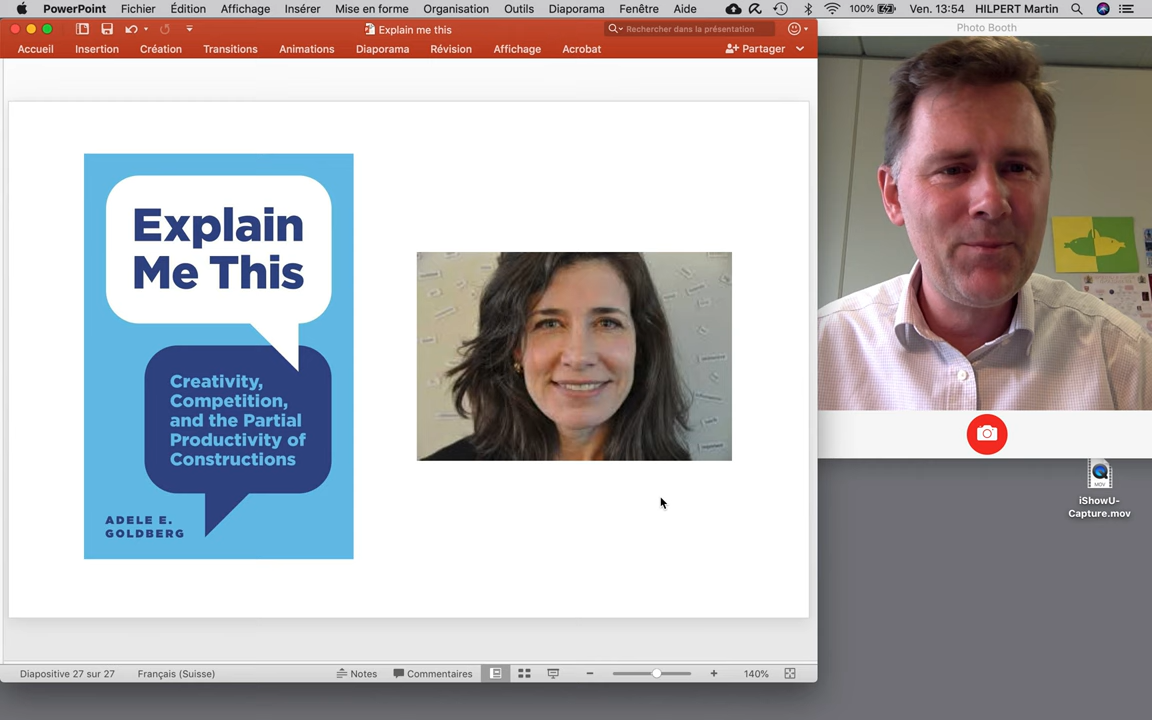 PowerPoint Fichier Édition Affichage Insérer Mise en forme Organisation Outils Diaporama Fenêtre Aide 100% Ven. 13:54 HILPERT Martin
Explain me this
Rechercher dans la présentation
Accueil Insertion Création Transitions Animations Diaporama Révision Affichage Acrobat Partager
Photo Booth
Explain
Me This
Creativity,
Competition,
and the Partial
Productivity of
Constructions
ADELE E.
GOLDBERG
MOV
iShowU-
Capture.mov
Diapositive 27 sur 27 Français (Suisse) Notes Commentaires 140%